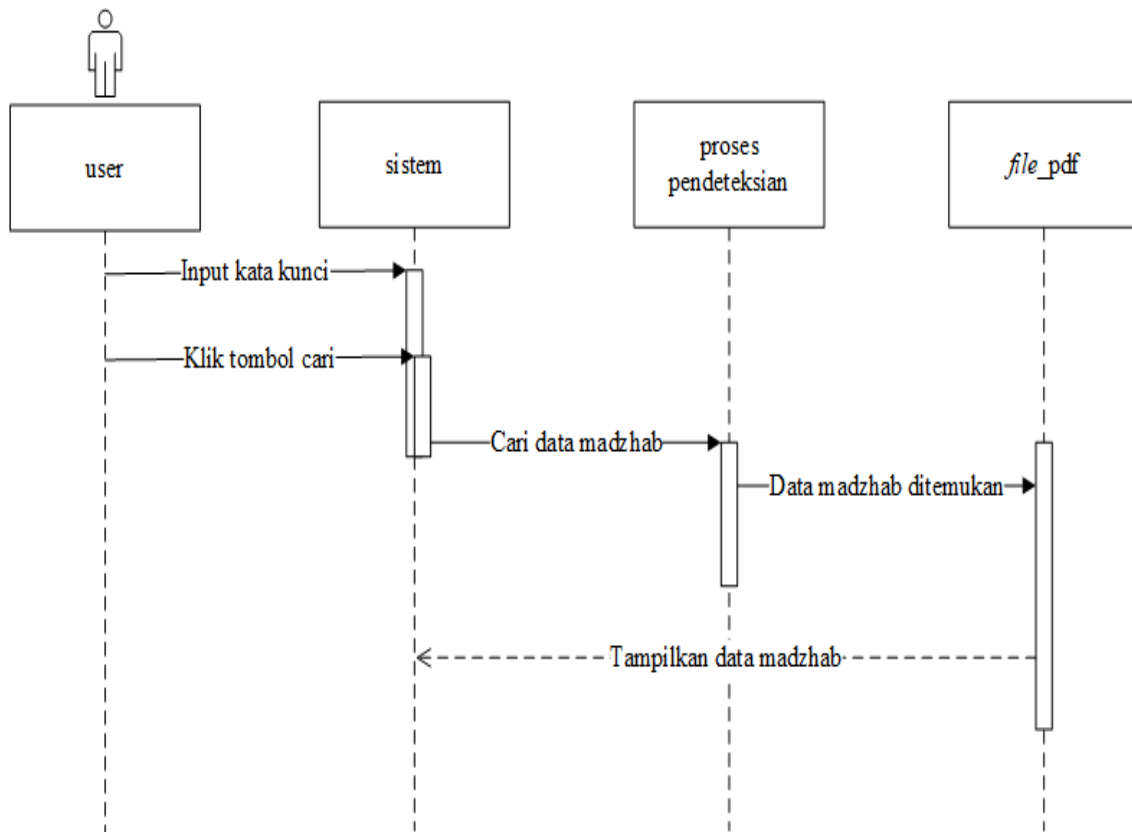 user
sistem
proses
pendeteksian
file_pdf
Input kata kunci
Klik tombol cari
Cari data madzhab
Data madzhab ditemukan
Tampilkan data madzhab